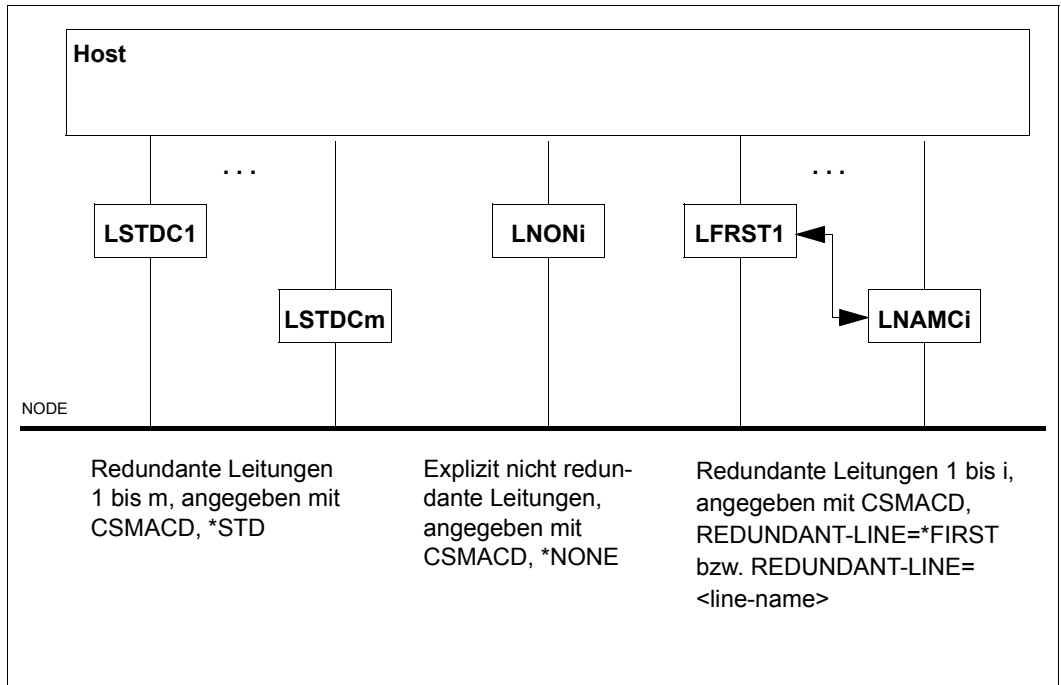 Host
. . .
. . .
LSTDC1
LNONi
LFRST1
LSTDCm
LNAMCi
NODE
Redundante Leitungen
1 bis m, angegeben mit
CSMACD, *STD
Explizit nicht redun-
dante Leitungen,
angegeben mit
CSMACD, *NONE
Redundante Leitungen 1 bis i,
angegeben mit CSMACD,
REDUNDANT-LINE=*FIRST
bzw. REDUNDANT-LINE=
<line-name>